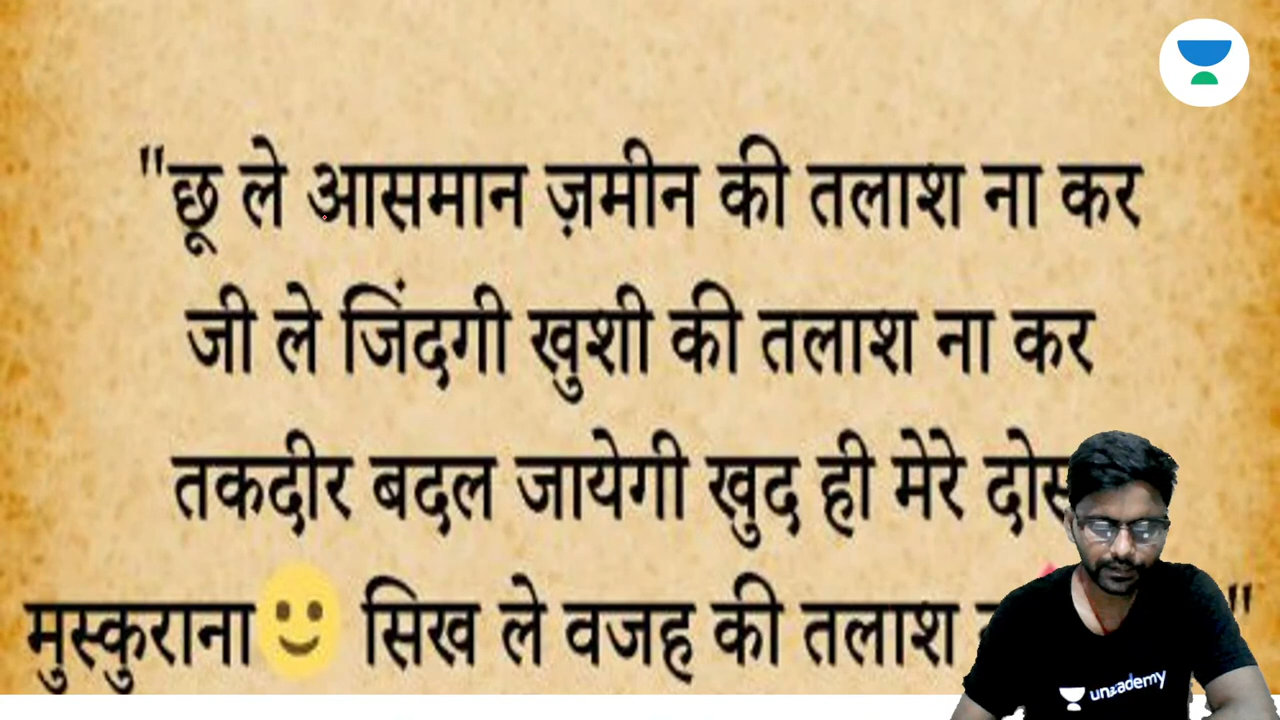 "छू ले आसमान ज़मीन की तलाश ना कर
जी ले जिंदगी खुशी की तलाश ना कर
तकदीर बदल जायेगी खुद ही मेरे
मुस्कुराना🙂 सिख ले वजह की तलाश "
unacademy